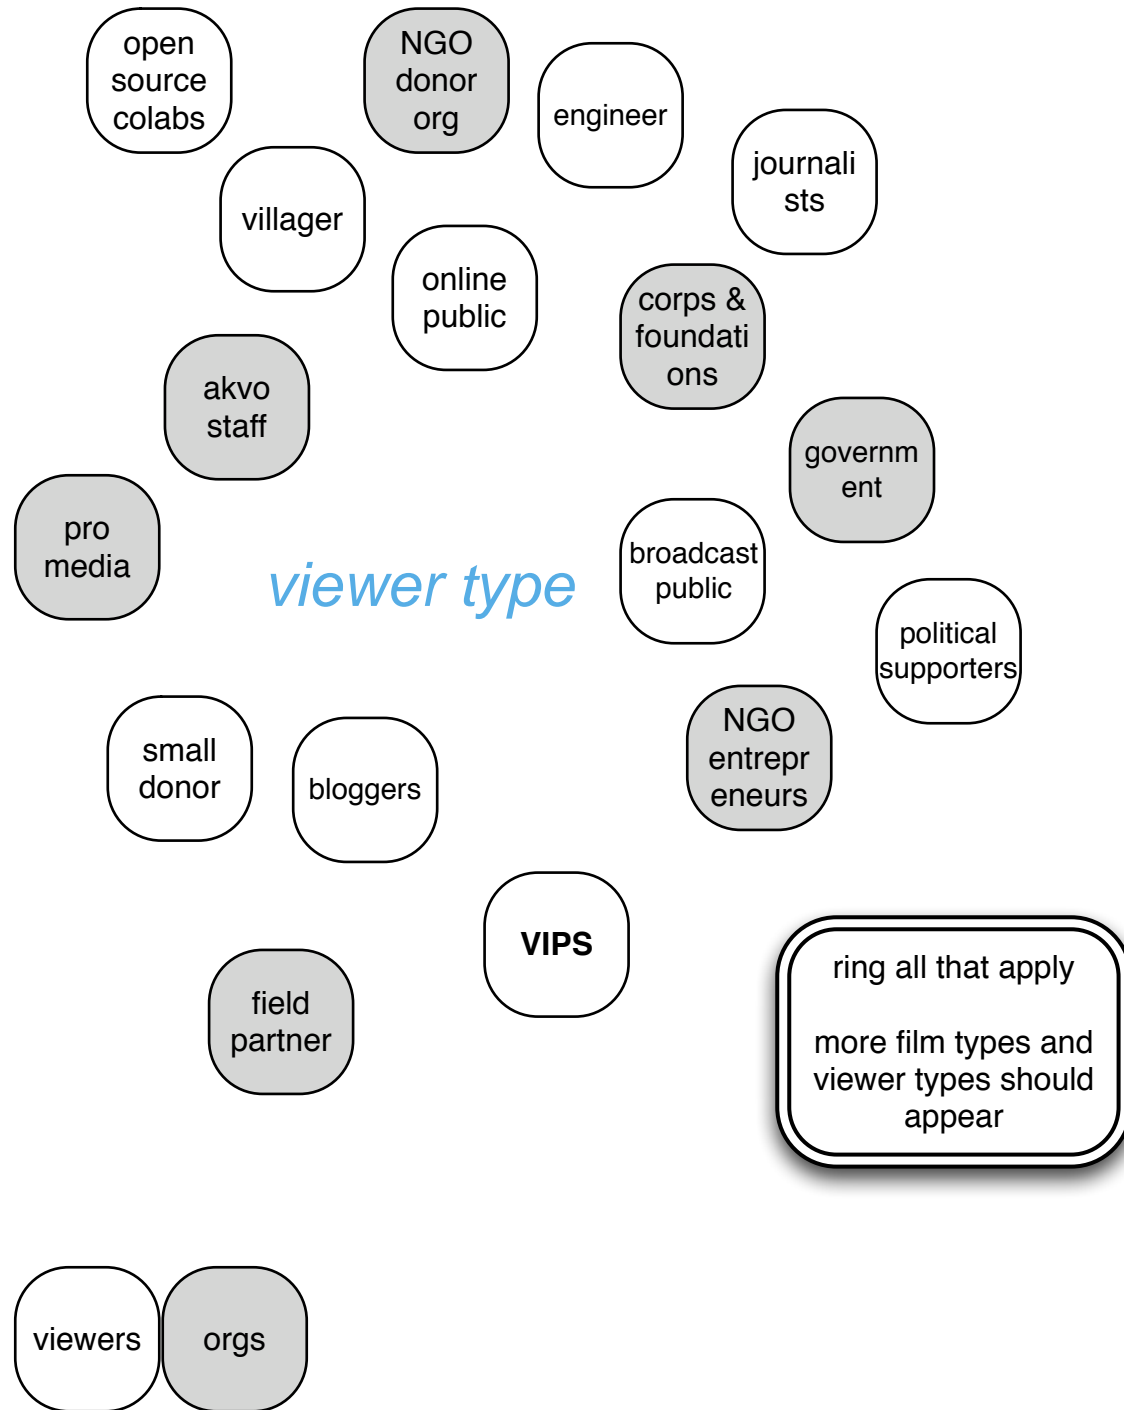 open
source
colabs
NGO
donor
org
engineer
journali
sts
villager
online
public
corps &
foundati
ons
akvo
staff
governm
ent
pro
media
viewer type
broadcast
public
political
supporters
small
donor
bloggers
NGO
entrepr
eneurs
VIPS
field
partner
ring all that apply
more film types and
viewer types should
appear
viewers
orgs